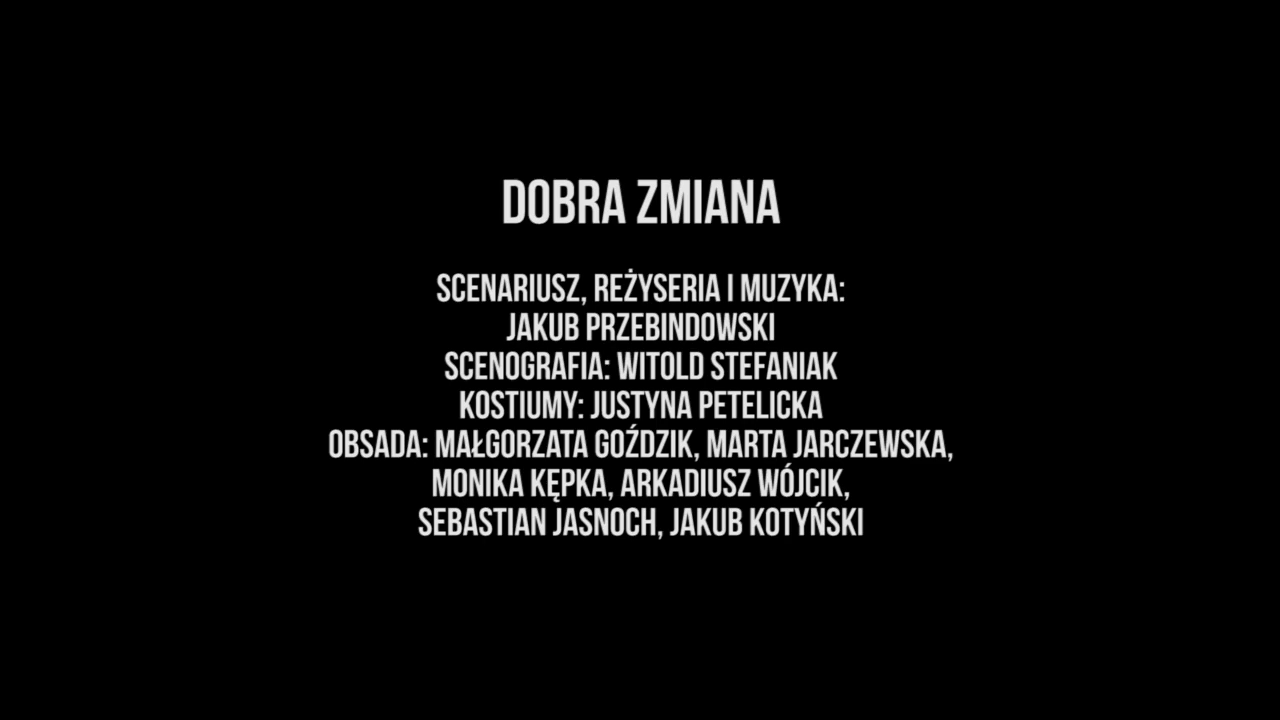 DOBRA ZMIANA
SCENARIUSZ, REŻYSERIA I MUZYKA:
JAKUB PRZEBINDOWSKI
SCENOGRAFIA: WITOLD STEFANIAK
KOSTIUMY: JUSTYNA PETELICKA
OBSADA: MAŁGORZATA GOŹDZIK, MARTA JARCZEWSKA,
MONIKA KĘPKA, ARKADIUSZ WÓJCIK,
SEBASTIAN JASNOCH, JAKUB KOTYŃSKI